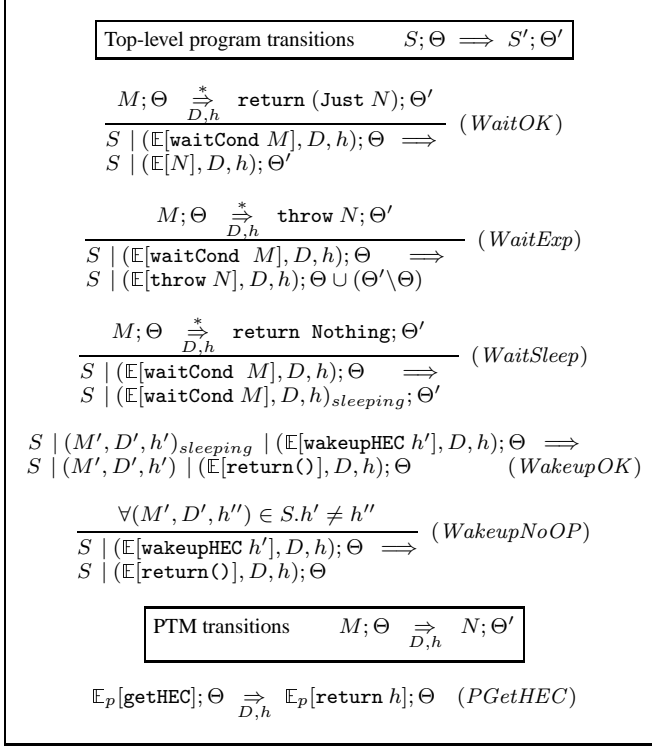 Top-level program transitions S; Θ ⟹ S′; Θ′
M; Θ ⇛* D,h return (Just N); Θ′
S | (𝔼[waitCond M], D, h); Θ ⟹ (WaitOK)
S | (𝔼[N], D, h); Θ′
M; Θ ⇛* D,h throw N; Θ′
S | (𝔼[waitCond M], D, h); Θ ⟹ (WaitExp)
S | (𝔼[throw N], D, h); Θ ∪ (Θ′\Θ)
M; Θ ⇛* D,h return Nothing; Θ′
S | (𝔼[waitCond M], D, h); Θ ⟹ (WaitSleep)
S | (𝔼[waitCond M], D, h)sleeping; Θ′
S | (M′, D′, h′)sleeping | (𝔼[wakeupHEC h′], D, h); Θ ⟹
S | (M′, D′, h′) | (𝔼[return()], D, h); Θ (WakeupOK)
∀(M′, D′, h″) ∈ S.h′ ≠ h″
S | (𝔼[wakeupHEC h′], D, h); Θ ⟹ (WakeupNoOP)
S | (𝔼[return()], D, h); Θ
PTM transitions M; Θ ⇒ D,h N; Θ′
𝔼p[getHEC]; Θ ⇒ D,h 𝔼p[return h]; Θ (PGetHEC)